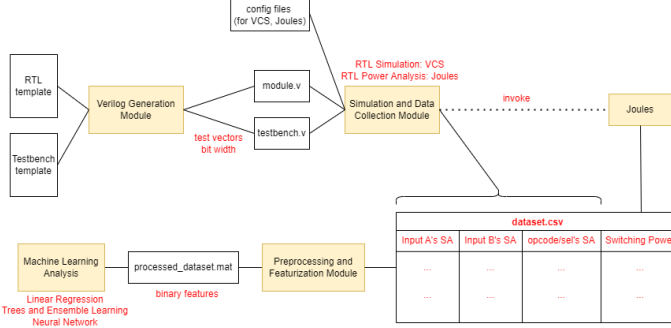 config files
(for VCS, Joules)
RTL
template
Verilog Generation
Module
module.v
RTL Simulation: VCS
RTL Power Analysis: Joules
Simulation and Data
Collection Module
invoke
Joules
Testbench
template
test vectors
bit width
testbench.v
dataset.csv
Input A's SA
Input B's SA
opcode/sel's SA
Switching Power
...
...
...
...
...
...
...
...
Machine Learning
Analysis
processed_dataset.mat
Preprocessing and
Featurization Module
binary features
Linear Regression
Trees and Ensemble Learning
Neural Network